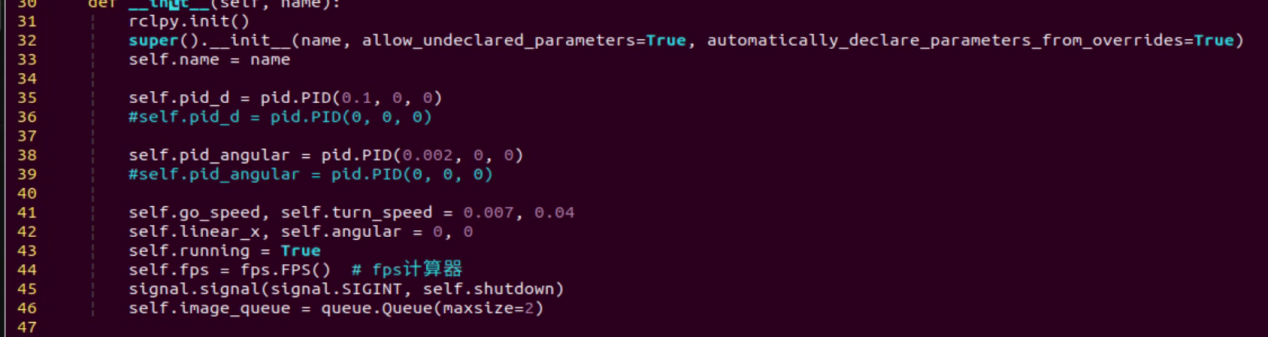 30 def __init__(self, name):
31 rclpy.init()
32 super().__init__(name, allow_undeclared_parameters=True, automatically_declare_parameters_from_overrides=True)
33 self.name = name
34
35 self.pid_d = pid.PID(0.1, 0, 0)
36 #self.pid_d = pid.PID(0, 0, 0)
37
38 self.pid_angular = pid.PID(0.002, 0, 0)
39 #self.pid_angular = pid.PID(0, 0, 0)
40
41 self.go_speed, self.turn_speed = 0.007, 0.04
42 self.linear_x, self.angular = 0, 0
43 self.running = True
44 self.fps = fps.FPS()  # fps计算器
45 signal.signal(signal.SIGINT, self.shutdown)
46 self.image_queue = queue.Queue(maxsize=2)
47